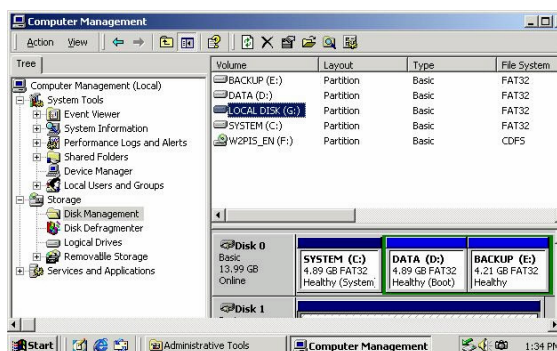 Computer Management
Action View
Tree
Volume Layout Type File System
Computer Management (Local)
System Tools
Event Viewer
System Information
Performance Logs and Alerts
Shared Folders
Device Manager
Local Users and Groups
Storage
Disk Management
Disk Defragmenter
Logical Drives
Removable Storage
Services and Applications
BACKUP (E:) Partition Basic FAT32
DATA (D:) Partition Basic FAT32
LOCAL DISK (G:) Partition Basic FAT32
SYSTEM (C:) Partition Basic FAT32
W2PIS_EN (F:) Partition Basic CDFS
Disk 0
Basic
13.99 GB
Online
SYSTEM (C:)
4.89 GB FAT32
Healthy (System)
DATA (D:)
4.89 GB FAT32
Healthy (Boot)
BACKUP (E:)
4.21 GB FAT32
Healthy
Disk 1
Start Administrative Tools Computer Management 1:34 PM